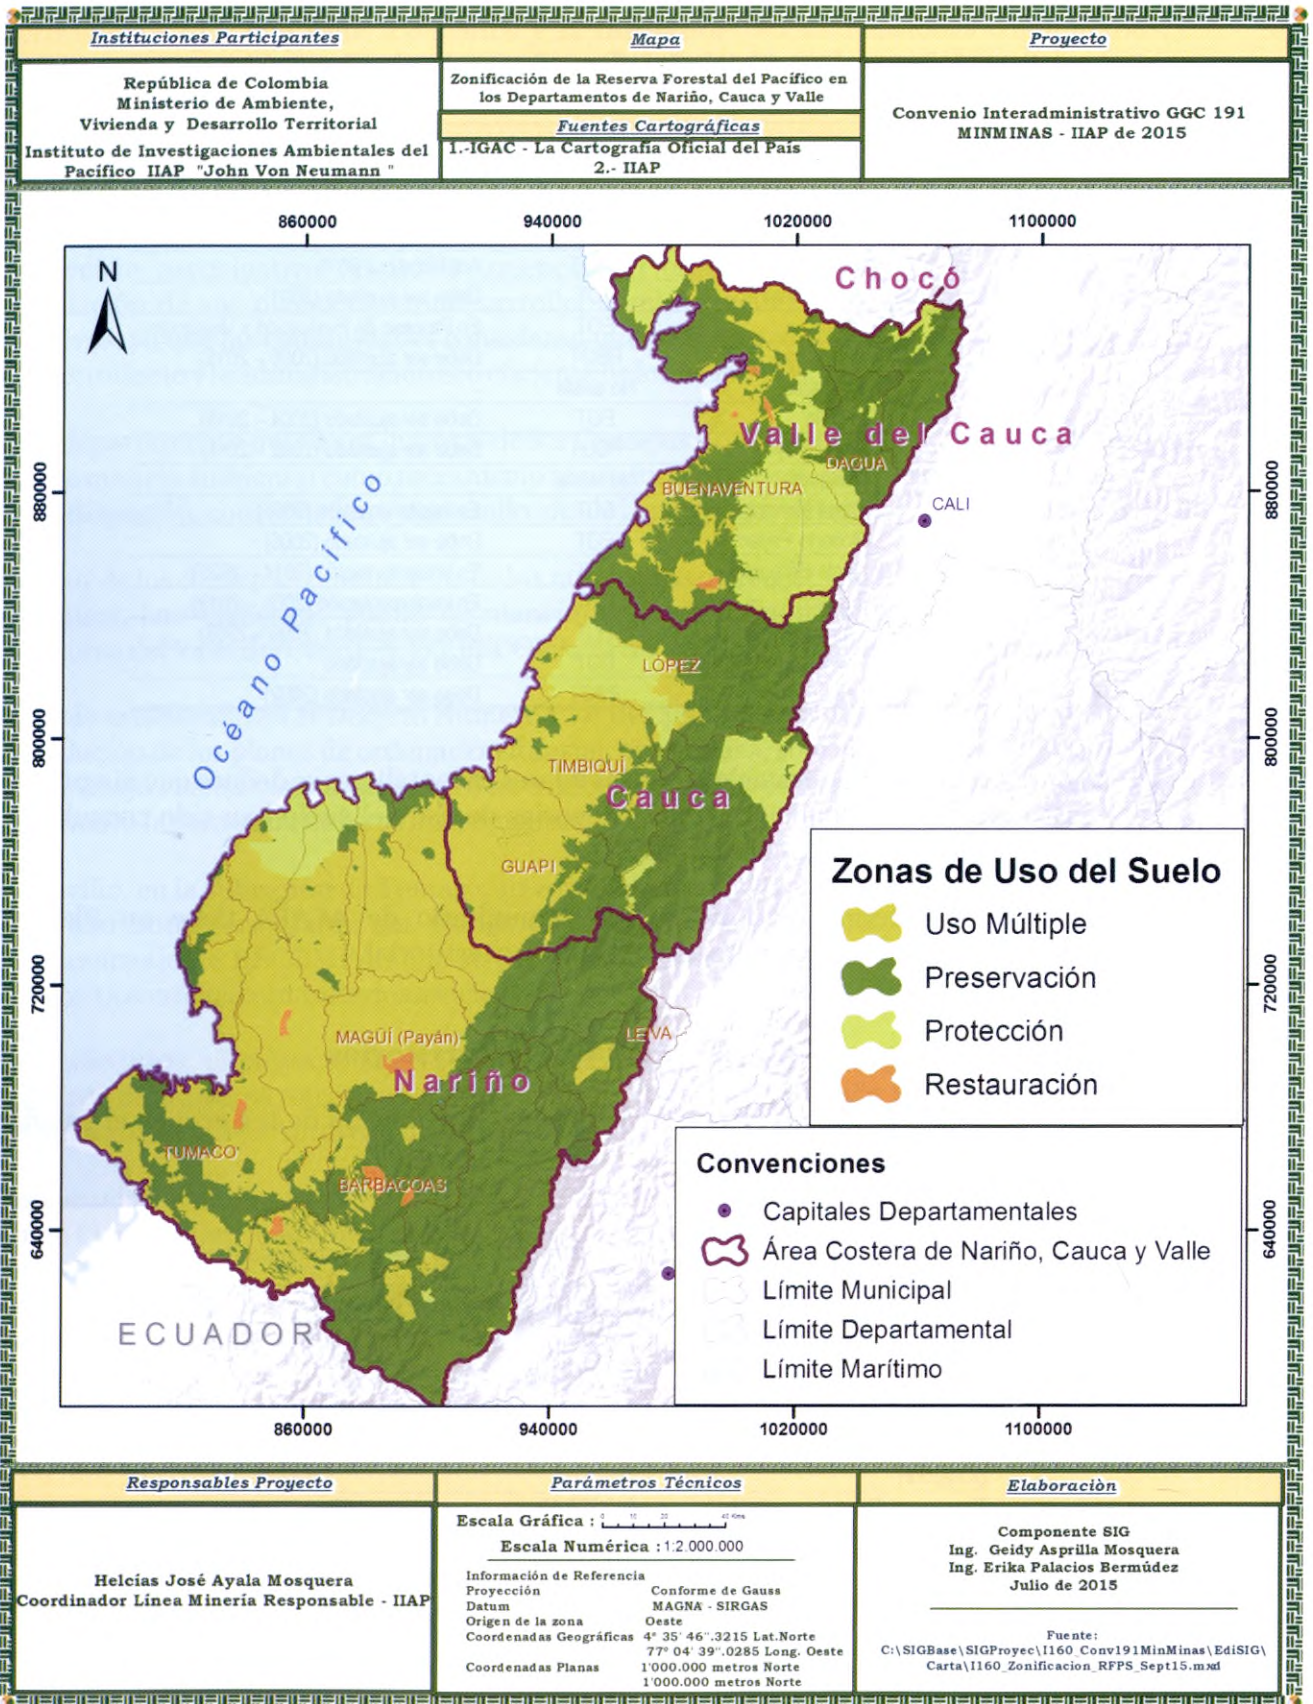 Instituciones Participantes
República de Colombia
Ministerio de Ambiente,
Vivienda y Desarrollo Territorial
Instituto de Investigaciones Ambientales del
Pacífico IIAP "John Von Neumann "
Mapa
Zonificación de la Reserva Forestal del Pacífico en
los Departamentos de Nariño, Cauca y Valle
Fuentes Cartográficas
1.-IGAC - La Cartografía Oficial del País
2.- IIAP
Proyecto
Convenio Interadministrativo GGC 191
MINMINAS - IIAP de 2015
860000
940000
1020000
1100000
N
Chocó
Valle del Cauca
DAGUA
BUENAVENTURA
CALI
880000
880000
Océano Pacífico
LÓPEZ
800000
800000
TIMBIQUÍ
Cauca
GUAPI
Zonas de Uso del Suelo
Uso Múltiple
Preservación
Protección
Restauración
720000
720000
MAGÜÍ (Payán)
LEIVA
Nariño
TUMACO
BARBACOAS
640000
640000
ECUADOR
Convenciones
Capitales Departamentales
Área Costera de Nariño, Cauca y Valle
Límite Municipal
Límite Departamental
Límite Marítimo
860000
940000
1020000
1100000
Responsables Proyecto
Helcías José Ayala Mosquera
Coordinador Línea Minería Responsable - IIAP
Parámetros Técnicos
Escala Gráfica : 0 10 20 40 Kms
Escala Numérica : 1:2.000.000
Información de Referencia
Proyección Conforme de Gauss
Datum MAGNA - SIRGAS
Origen de la zona Oeste
Coordenadas Geográficas 4° 35' 46".3215 Lat.Norte
77° 04' 39".0285 Long. Oeste
Coordenadas Planas 1'000.000 metros Norte
1'000.000 metros Norte
Elaboraciòn
Componente SIG
Ing. Geidy Asprilla Mosquera
Ing. Erika Palacios Bermúdez
Julio de 2015
Fuente:
C:\SIGBase\SIGProyec\I160_Conv191MinMinas\EdiSIG\
Carta\I160_Zonificacion_RFPS_Sept15.mxd